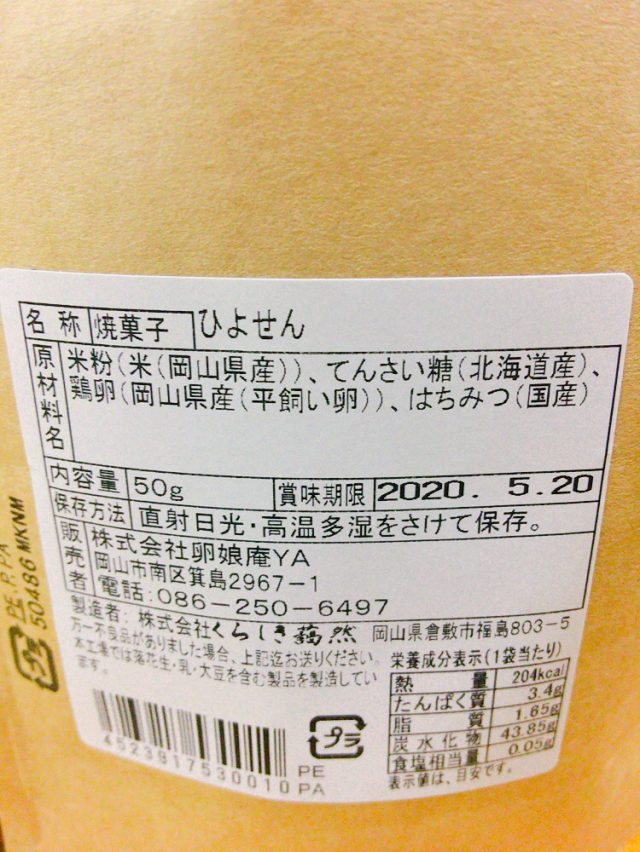 名称 焼菓子 ひよせん
原材料名 米粉(米(岡山県産))、てんさい糖(北海道産)、
鶏卵(岡山県産(平飼い卵))、はちみつ(国産)
内容量 50g 賞味期限 2020. 5.20
保存方法 直射日光・高温多湿をさけて保存。
販売者 株式会社卵娘庵YA
岡山市南区箕島2967-1
電話:086-250-6497
製造者: 株式会社くらしき藹然 岡山県倉敷市福島803-5
万一不良品がありました場合、上記迄お送りください。
本工場では落花生・乳・大豆を含む製品を製造してい
ます。
栄養成分表示(1袋当たり)
熱量 204kcal
たんぱく質 3.4g
脂質 1.65g
炭水化物 43.85g
食塩相当量 0.05g
表示値は、目安です。
4523917530010
プラ
PE
PA
プラ
PE.P.PA
50486 MKNM